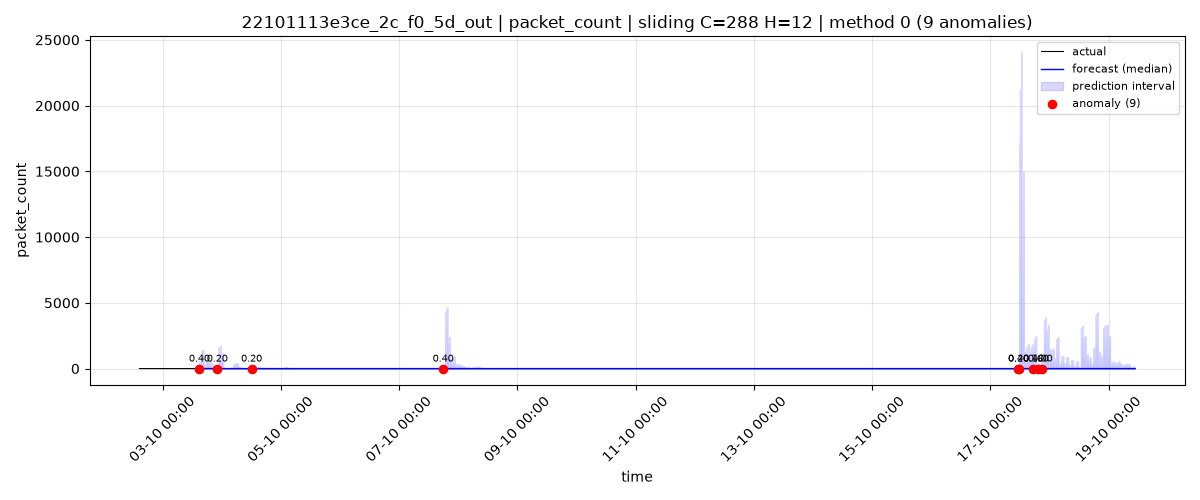 22101113e3ce_2c_f0_5d_out | packet_count | sliding C=288 H=12 | method 0 (9 anomalies)
actual
forecast (median)
prediction interval
anomaly (9)
packet_count
25000
20000
15000
10000
5000
0
0.40
0.20
0.20
0.40
03-10 00:00
05-10 00:00
07-10 00:00
09-10 00:00
11-10 00:00
13-10 00:00
15-10 00:00
17-10 00:00
19-10 00:00
time